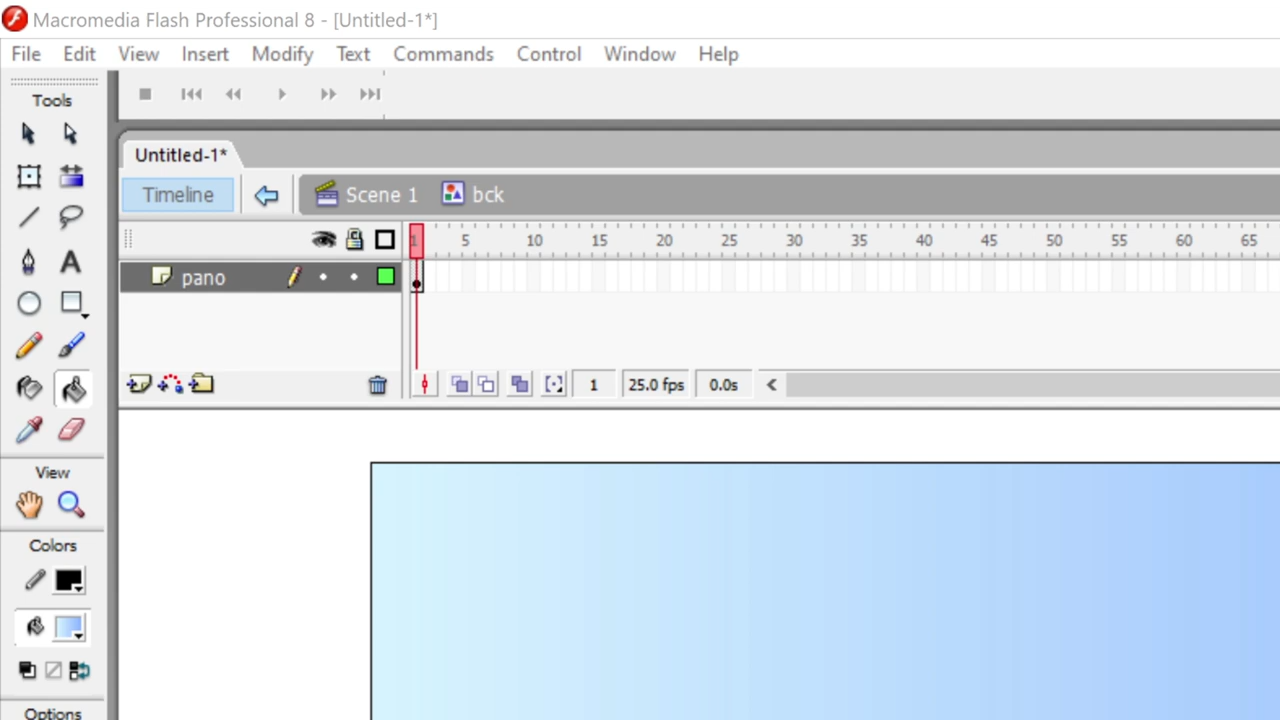 Macromedia Flash Professional 8 - [Untitled-1*]
File Edit View Insert Modify Text Commands Control Window Help
Tools
Untitled-1*
Timeline Scene 1 bck
1 5 10 15 20 25 30 35 40 45 50 55 60 65
pano
1 25.0 fps 0.0s
View
Colors
Options